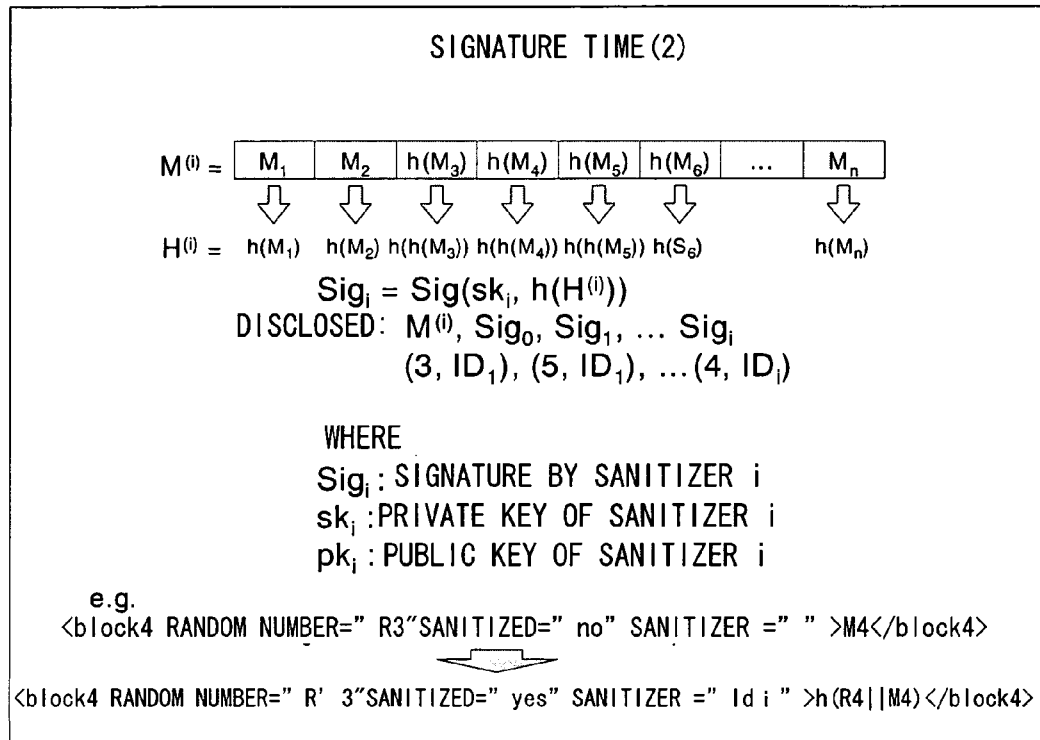 SIGNATURE TIME(2)
M⁽ⁱ⁾ = M₁ M₂ h(M₃) h(M₄) h(M₅) h(M₆) ... Mₙ
H⁽ⁱ⁾ = h(M₁) h(M₂) h(h(M₃)) h(h(M₄)) h(h(M₅)) h(S₆) h(Mₙ)
Sigᵢ = Sig(skᵢ, h(H⁽ⁱ⁾))
DISCLOSED: M⁽ⁱ⁾, Sig₀, Sig₁, ... Sigᵢ
(3, ID₁), (5, ID₁), ...(4, IDᵢ)
WHERE
Sigᵢ : SIGNATURE BY SANITIZER i
skᵢ : PRIVATE KEY OF SANITIZER i
pkᵢ : PUBLIC KEY OF SANITIZER i
e.g.
<block4 RANDOM NUMBER=" R3"SANITIZED=" no" SANITIZER =" " >M4</block4>
<block4 RANDOM NUMBER=" R' 3"SANITIZED=" yes" SANITIZER =" Id i " >h(R4||M4)</block4>